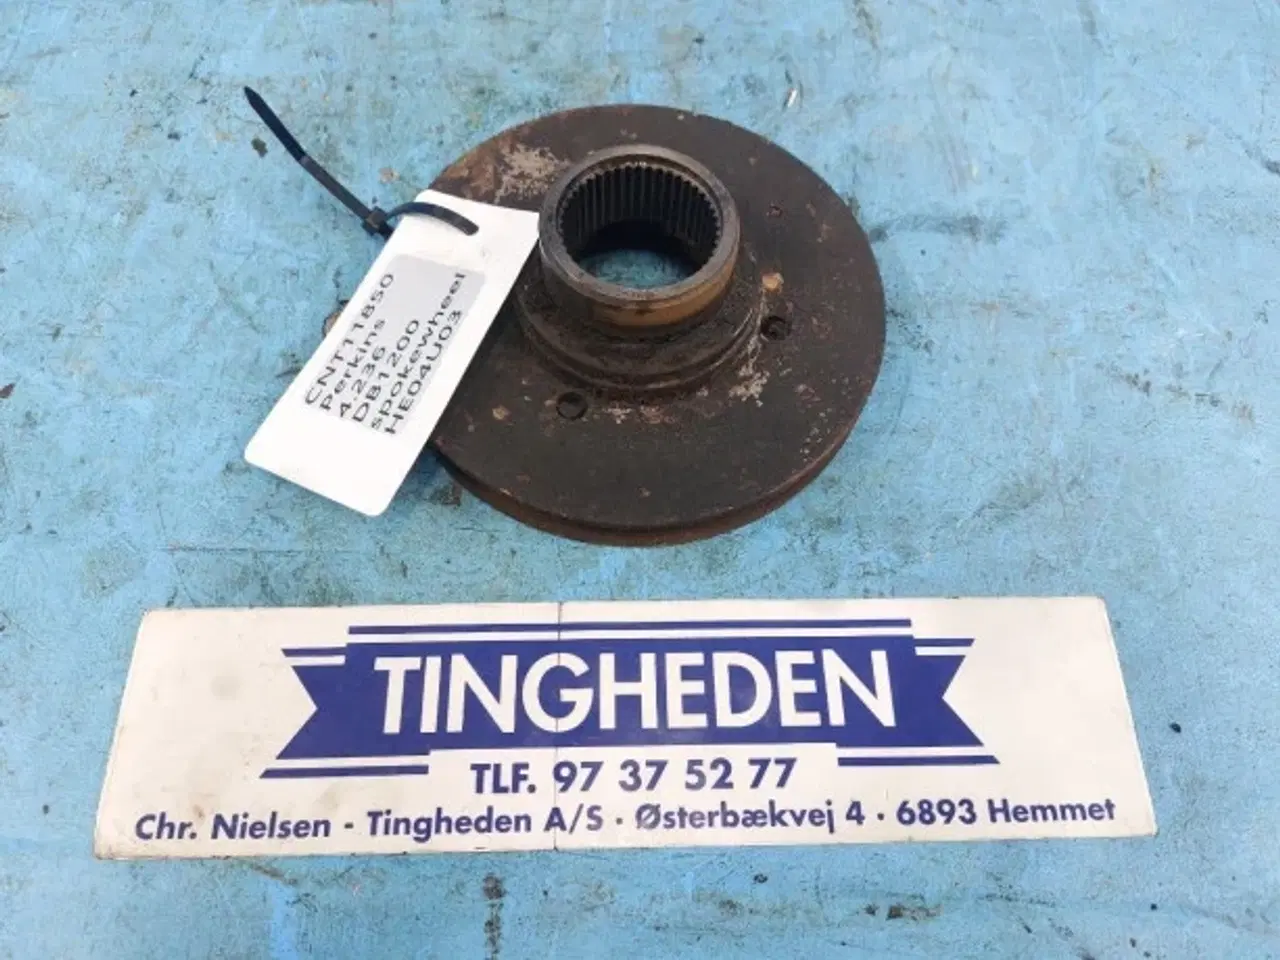 CNT11850
Perkins
4.236
DB1200
spokewheel
HE04U03
TINGHEDEN
TLF. 97 37 52 77
Chr. Nielsen - Tingheden A/S · Østerbækvej 4 · 6893 Hemmet